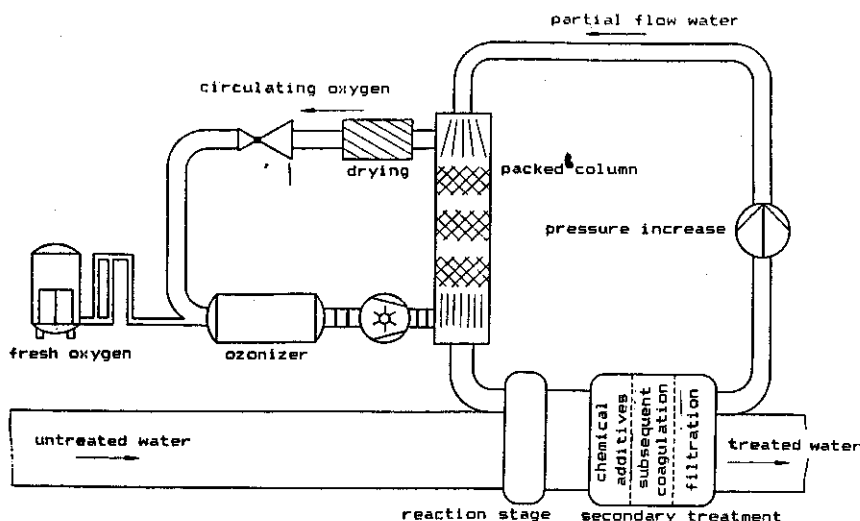 partial flow water
circulating oxygen
drying
packed column
pressure increase
fresh oxygen
ozonizer
untreated water
chemical
additives
subsequent
coagulation
filtration
treated water
reaction stage
secondary treatment